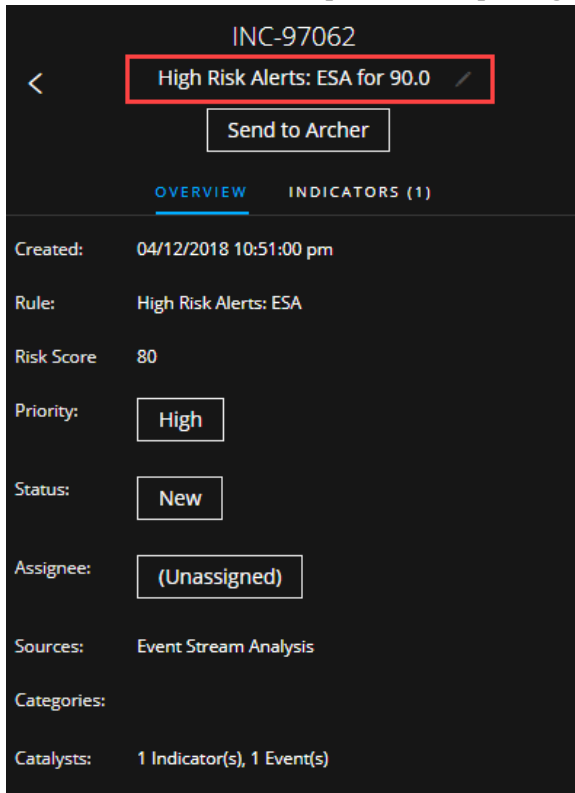 INC-97062
High Risk Alerts: ESA for 90.0
Send to Archer
OVERVIEW INDICATORS (1)
Created: 04/12/2018 10:51:00 pm
Rule: High Risk Alerts: ESA
Risk Score 80
Priority: High
Status: New
Assignee: (Unassigned)
Sources: Event Stream Analysis
Categories:
Catalysts: 1 Indicator(s), 1 Event(s)